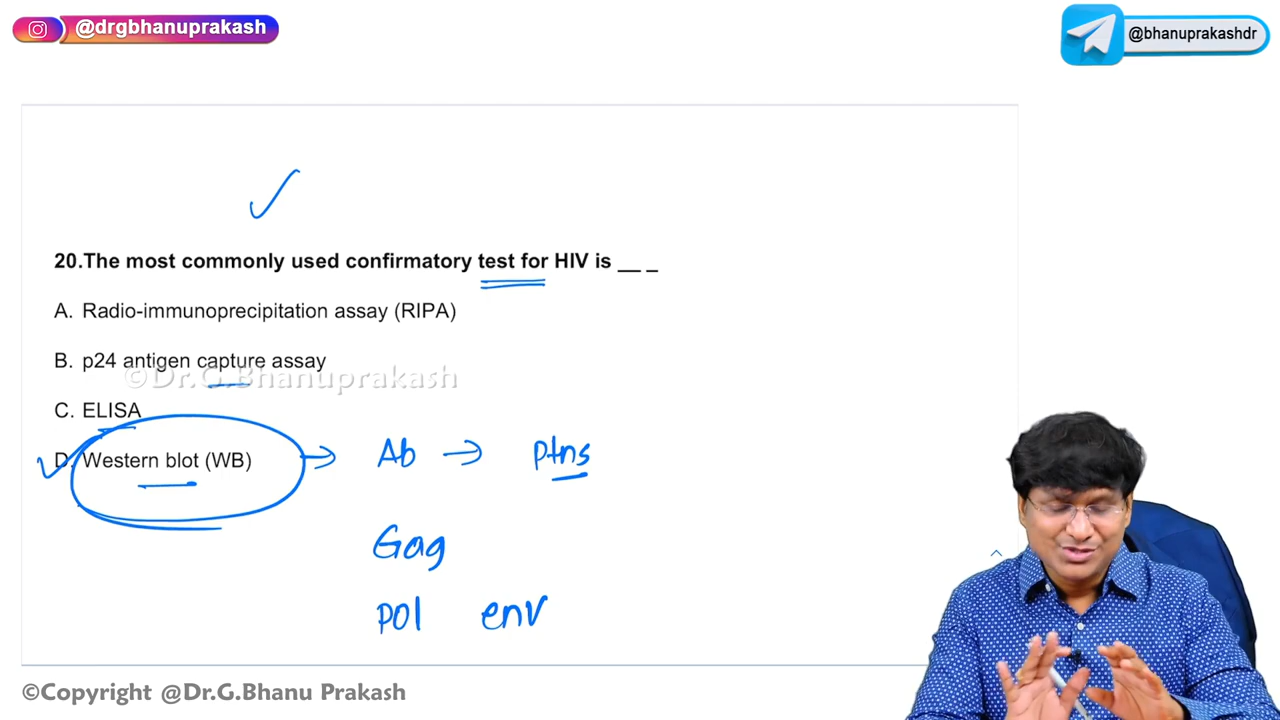 @drgbhanuprakash
@bhanuprakashdr
20.The most commonly used confirmatory test for HIV is __ _
A. Radio-immunoprecipitation assay (RIPA)
B. p24 antigen capture assay
©Dr.G.Bhanuprakash
C. ELISA
D. Western blot (WB) → Ab → Ptns
Gag
pol env
©Copyright @Dr.G.Bhanu Prakash